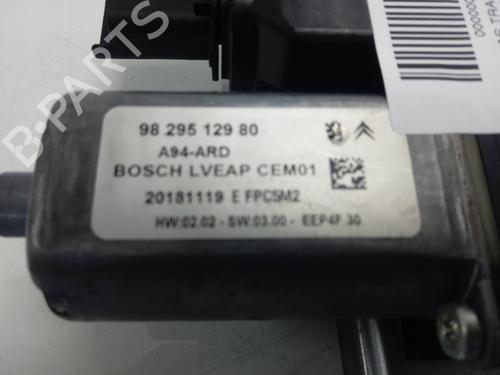 98 295 129 80
A94-ARD
BOSCH LVEAP CEM01
20181119 E FPC5M2
HW:02.02 - SW:03.00 - EEP4F.30
B-PARTS